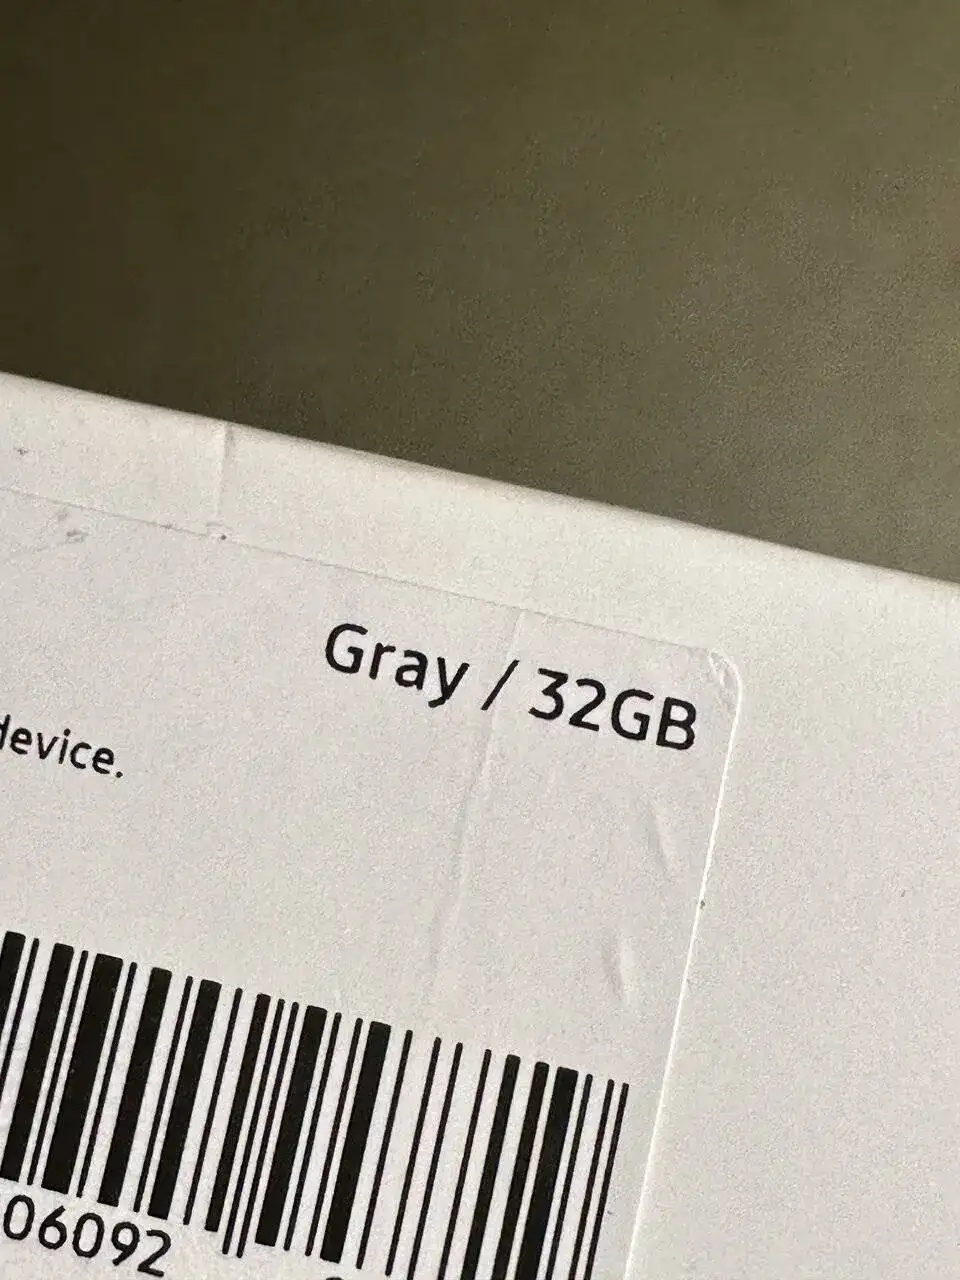 Gray / 32GB
device.
06092